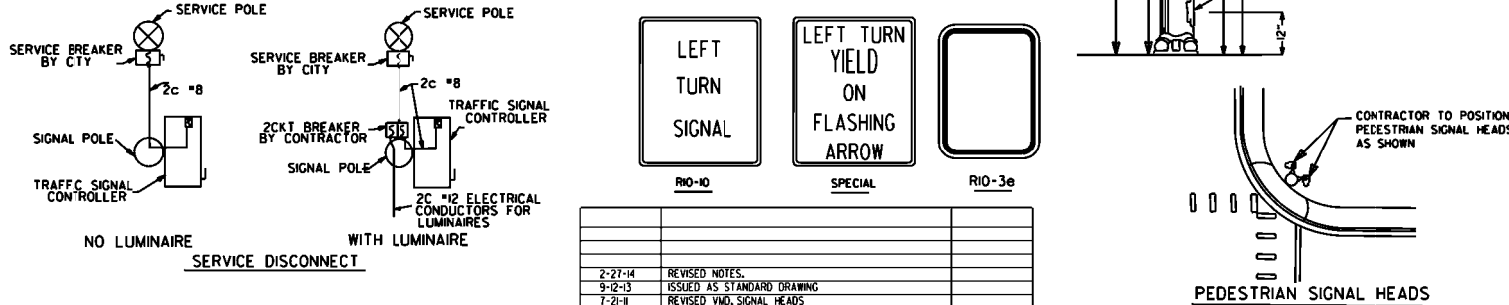 SERVICE POLE
SERVICE BREAKER
BY CTY
2c #8
SIGNAL POLE
TRAFFC SIGNAL
CONTROLLER
NO LUMINAIRE
SERVICE POLE
SERVICE BREAKER
BY CITY
2c #8
TRAFFIC SIGNAL
CONTROLLER
2CKT BREAKER
BY CONTRACTOR
SIGNAL POLE
2C #12 ELECTRICAL
CONDUCTORS FOR
LUMINAIRES
WITH LUMINAIRE
SERVICE DISCONNECT
LEFT
TURN
SIGNAL
R10-10
LEFT TURN
YIELD
ON
FLASHING
ARROW
SPECIAL
R10-3e
2-27-14 REVISED NOTES.
9-12-13 ISSUED AS STANDARD DRAWING
7-21-11 REVISED VMD. SIGNAL HEADS
12"
CONTRACTOR TO POSITION
PEDESTRIAN SIGNAL HEADS
AS SHOWN
PEDESTRIAN SIGNAL HEADS